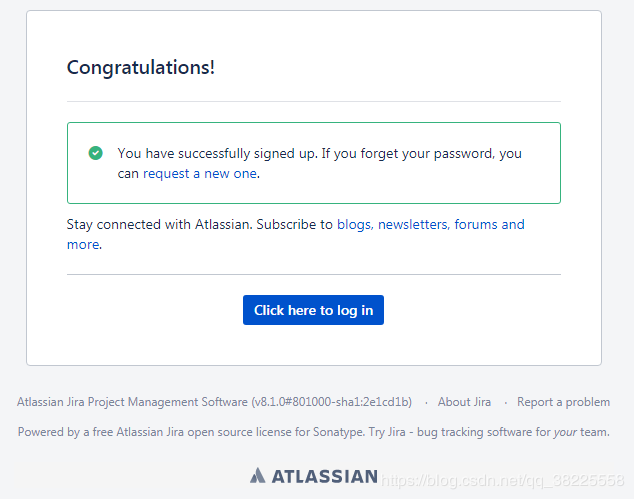 Congratulations!
You have successfully signed up. If you forget your password, you
can request a new one.
Stay connected with Atlassian. Subscribe to blogs, newsletters, forums and
more.
Click here to log in
Atlassian Jira Project Management Software (v8.1.0#801000-sha1:2e1cd1b) · About Jira · Report a problem
Powered by a free Atlassian Jira open source license for Sonatype. Try Jira - bug tracking software for your team.
ATLASSIAN
https://blog.csdn.net/qq_38225558